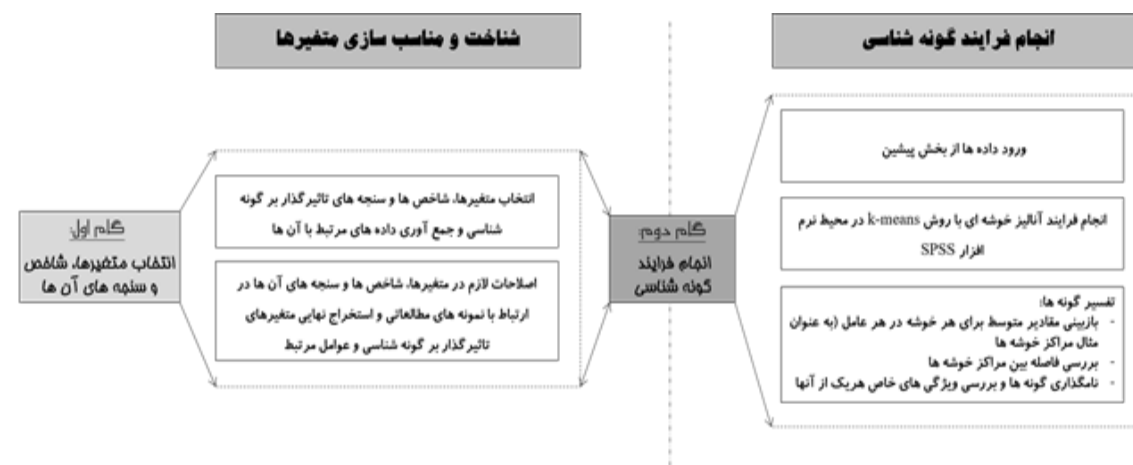 شناخت و مناسب سازی متغیرها
انجام فرایند گونه شناسی
گام اول:
انتخاب متغیرها، شاخص
و سنجه های آن ها
انتخاب متغیرها، شاخص ها و سنجه های تاثیرگذار بر گونه
شناسی و جمع آوری داده های مرتبط با آن ها
اصلاحات لازم در متغیرها، شاخص ها و سنجه های آن ها در
ارتباط با نمونه های مطالعاتی و استخراج نهایی متغیرهای
تاثیرگذار بر گونه شناسی و عوامل مرتبط
گام دوم:
انجام فرایند
گونه شناسی
ورود داده ها از بخش پیشین
انجام فرایند آنالیز خوشه ای با روش k-means در محیط نرم
افزار SPSS
تفسیر گونه ها:
- بازبینی مقادیر متوسط برای هر خوشه در هر عامل (به عنوان
مثال مراکز خوشه ها
- بررسی فاصله بین مراکز خوشه ها
- نامگذاری گونه ها و بررسی ویژگی های خاص هریک از آنها